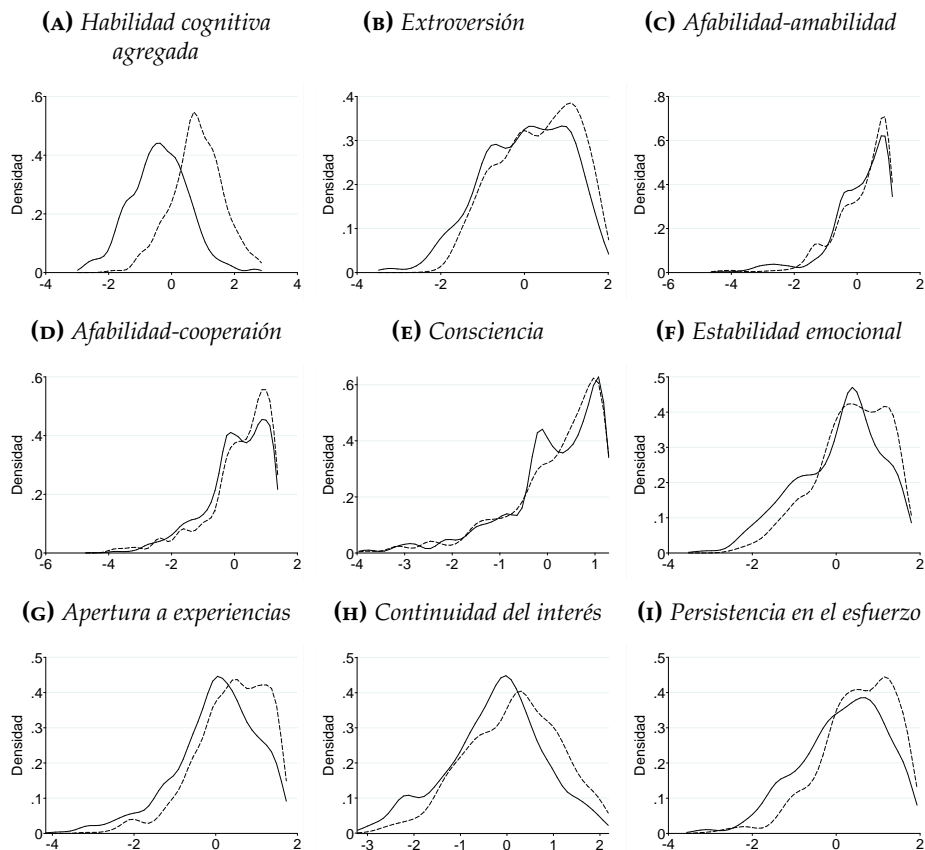 (A) Habilidad cognitiva
agregada
(B) Extroversión
(C) Afabilidad-amabilidad
.6
.4
.2
0
Densidad
-4 -2 0 2 4
.4
.3
.2
.1
0
Densidad
-4 -2 0 2
.8
.6
.4
.2
0
Densidad
-6 -4 -2 0 2
(D) Afabilidad-cooperaión
(E) Consciencia
(F) Estabilidad emocional
.6
.4
.2
0
Densidad
-6 -4 -2 0 2
.6
.4
.2
0
Densidad
-4 -3 -2 -1 0 1
.5
.4
.3
.2
.1
0
Densidad
-4 -2 0 2
(G) Apertura a experiencias
(H) Continuidad del interés
(I) Persistencia en el esfuerzo
.5
.4
.3
.2
.1
0
Densidad
-4 -2 0 2
.5
.4
.3
.2
.1
0
Densidad
-3 -2 -1 0 1 2
.5
.4
.3
.2
.1
0
Densidad
-4 -2 0 2